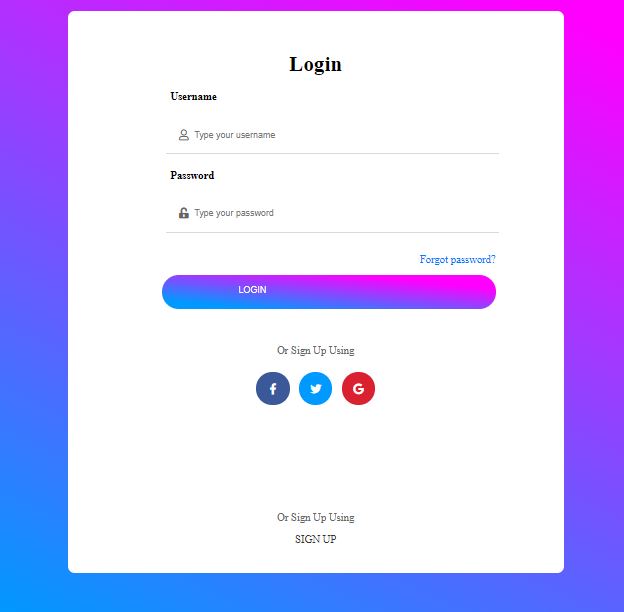 Login
Username
Type your username
Password
Type your password
Forgot password?
LOGIN
Or Sign Up Using
Or Sign Up Using
SIGN UP